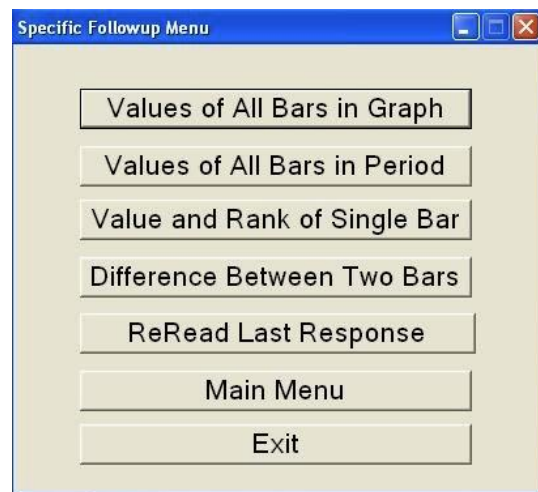 Specific Followup Menu
Values of All Bars in Graph
Values of All Bars in Period
Value and Rank of Single Bar
Difference Between Two Bars
ReRead Last Response
Main Menu
Exit